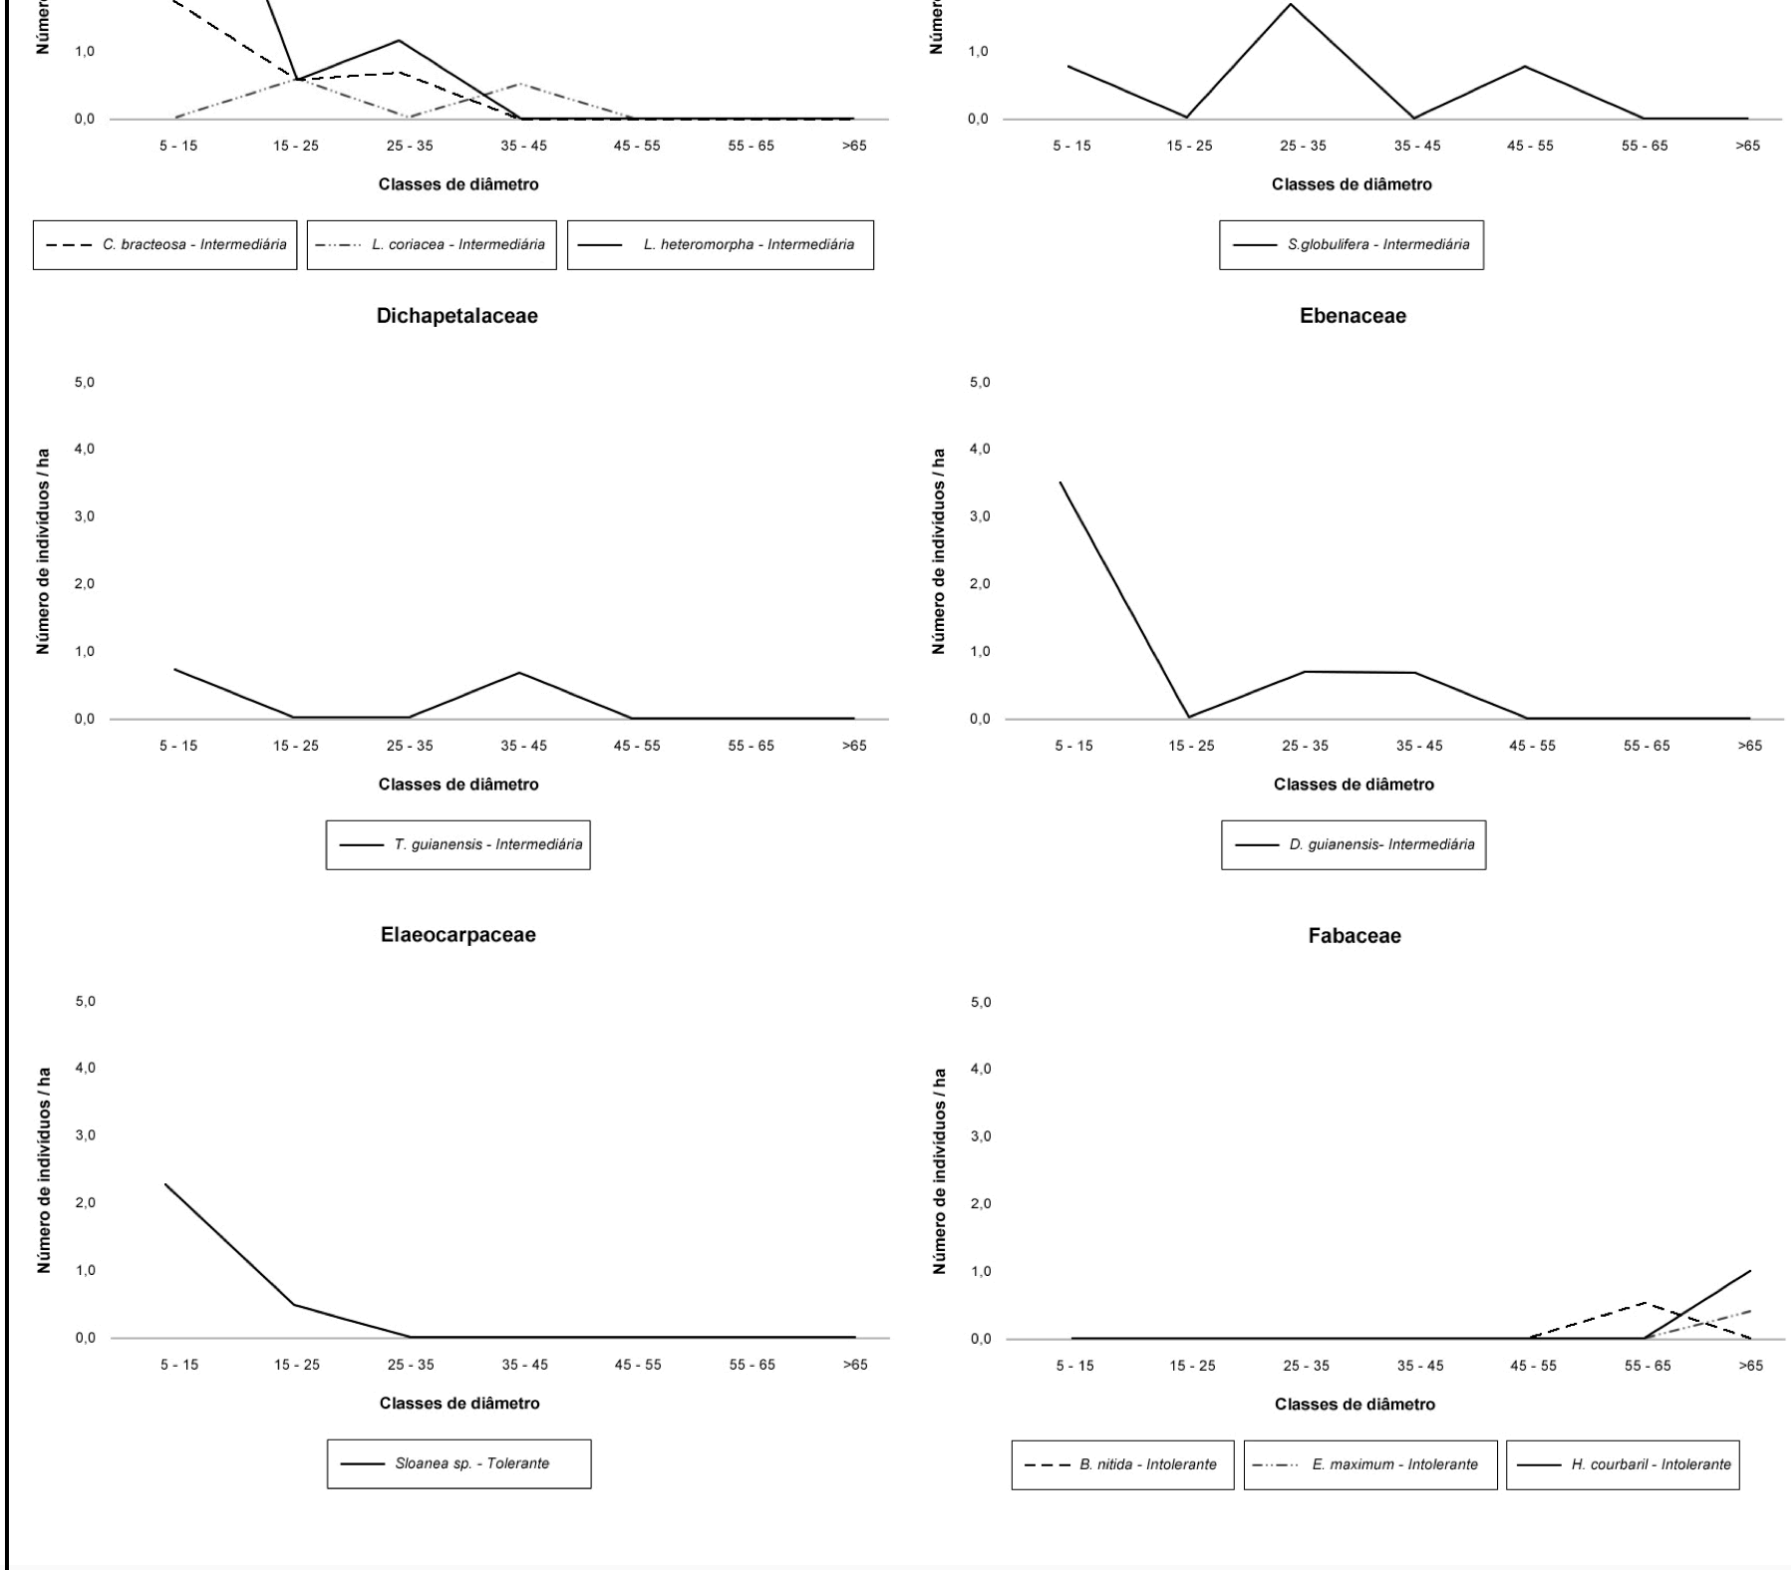 Número
1,0
0,0
5 - 15 15 - 25 25 - 35 35 - 45 45 - 55 55 - 65 >65
Classes de diâmetro
C. bracteosa - Intermediária L. coriacea - Intermediária L. heteromorpha - Intermediária
Número
1,0
0,0
5 - 15 15 - 25 25 - 35 35 - 45 45 - 55 55 - 65 >65
Classes de diâmetro
S.globulifera - Intermediária
Dichapetalaceae
Número de indivíduos / ha
5,0
4,0
3,0
2,0
1,0
0,0
5 - 15 15 - 25 25 - 35 35 - 45 45 - 55 55 - 65 >65
Classes de diâmetro
T. guianensis - Intermediária
Ebenaceae
Número de indivíduos / ha
5,0
4,0
3,0
2,0
1,0
0,0
5 - 15 15 - 25 25 - 35 35 - 45 45 - 55 55 - 65 >65
Classes de diâmetro
D. guianensis- Intermediária
Elaeocarpaceae
Número de indivíduos / ha
5,0
4,0
3,0
2,0
1,0
0,0
5 - 15 15 - 25 25 - 35 35 - 45 45 - 55 55 - 65 >65
Classes de diâmetro
Sloanea sp. - Tolerante
Fabaceae
Número de indivíduos / ha
5,0
4,0
3,0
2,0
1,0
0,0
5 - 15 15 - 25 25 - 35 35 - 45 45 - 55 55 - 65 >65
Classes de diâmetro
B. nitida - Intolerante E. maximum - Intolerante H. courbaril - Intolerante